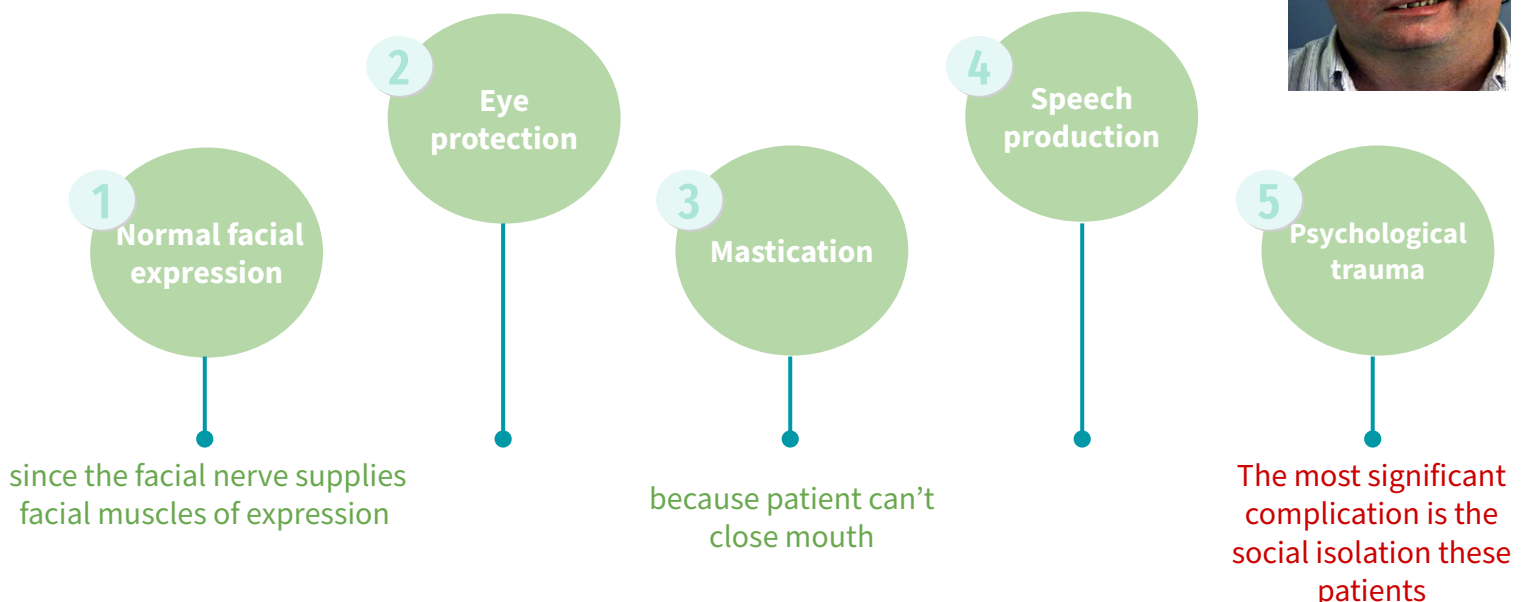 1
Normal facial
expression
since the facial nerve supplies
facial muscles of expression
2
Eye
protection
3
Mastication
because patient can’t
close mouth
4
Speech
production
5
Psychological
trauma
The most significant
complication is the
social isolation these
patients